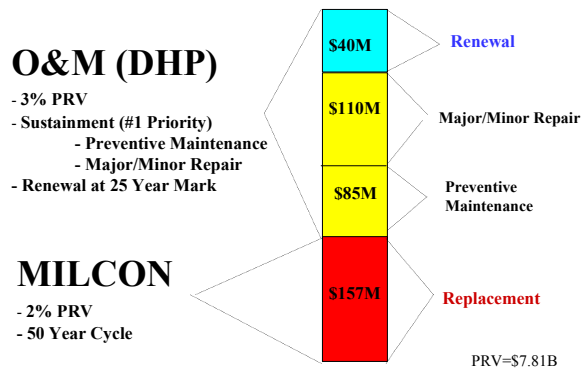 O&M (DHP)
- 3% PRV
- Sustainment (#1 Priority)
- Preventive Maintenance
- Major/Minor Repair
- Renewal at 25 Year Mark
MILCON
- 2% PRV
- 50 Year Cycle
$40M
$110M
$85M
$157M
Renewal
Major/Minor Repair
Preventive
Maintenance
Replacement
PRV=$7.81B